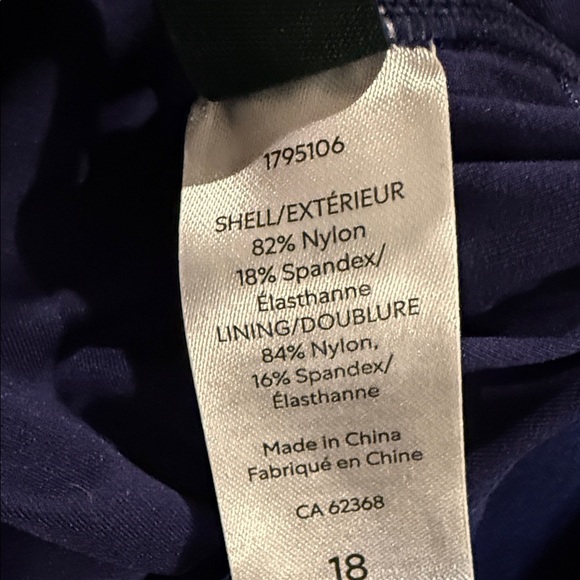 1795106
SHELL/EXTÉRIEUR
82% Nylon
18% Spandex/
Élasthanne
LINING/DOUBLURE
84% Nylon,
16% Spandex/
Élasthanne
Made in China
Fabriqué en Chine
CA 62368
18